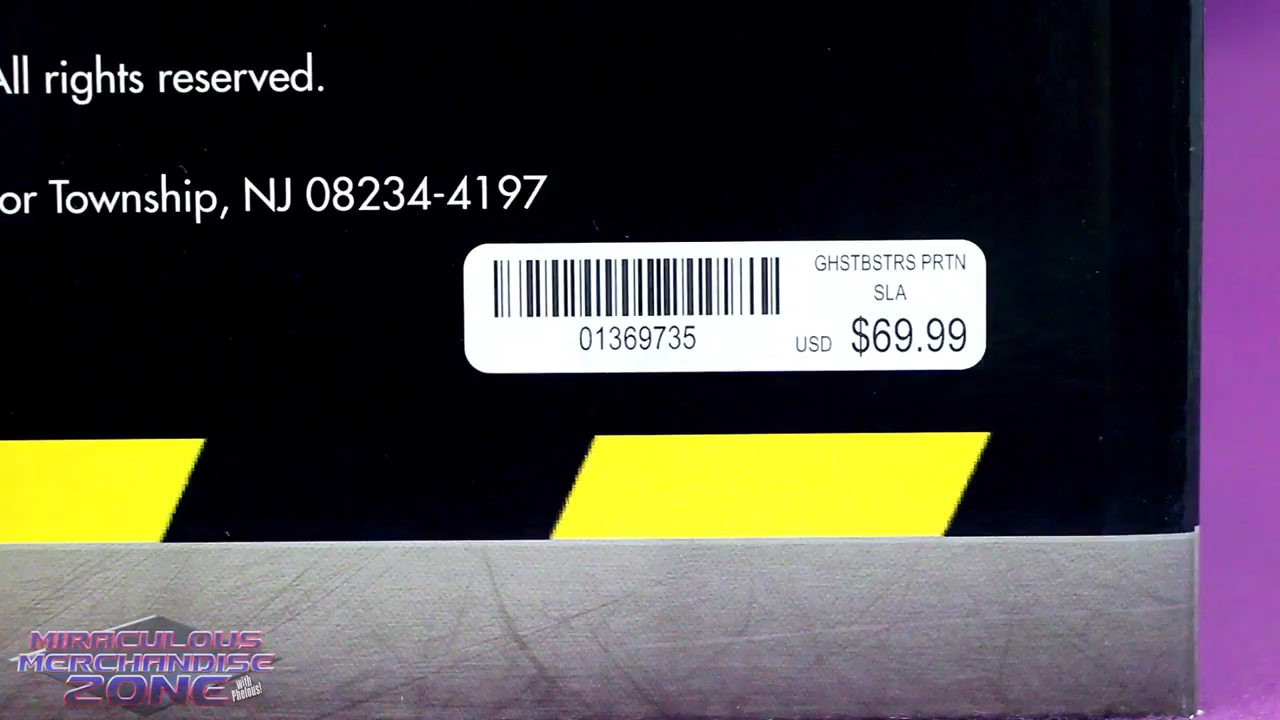 All rights reserved.
or Township, NJ 08234-4197
GHSTBSTRS PRTN
SLA
01369735
USD $69.99
MIRACULOUS
MERCHANDISE
ZONE
with
Phelous!